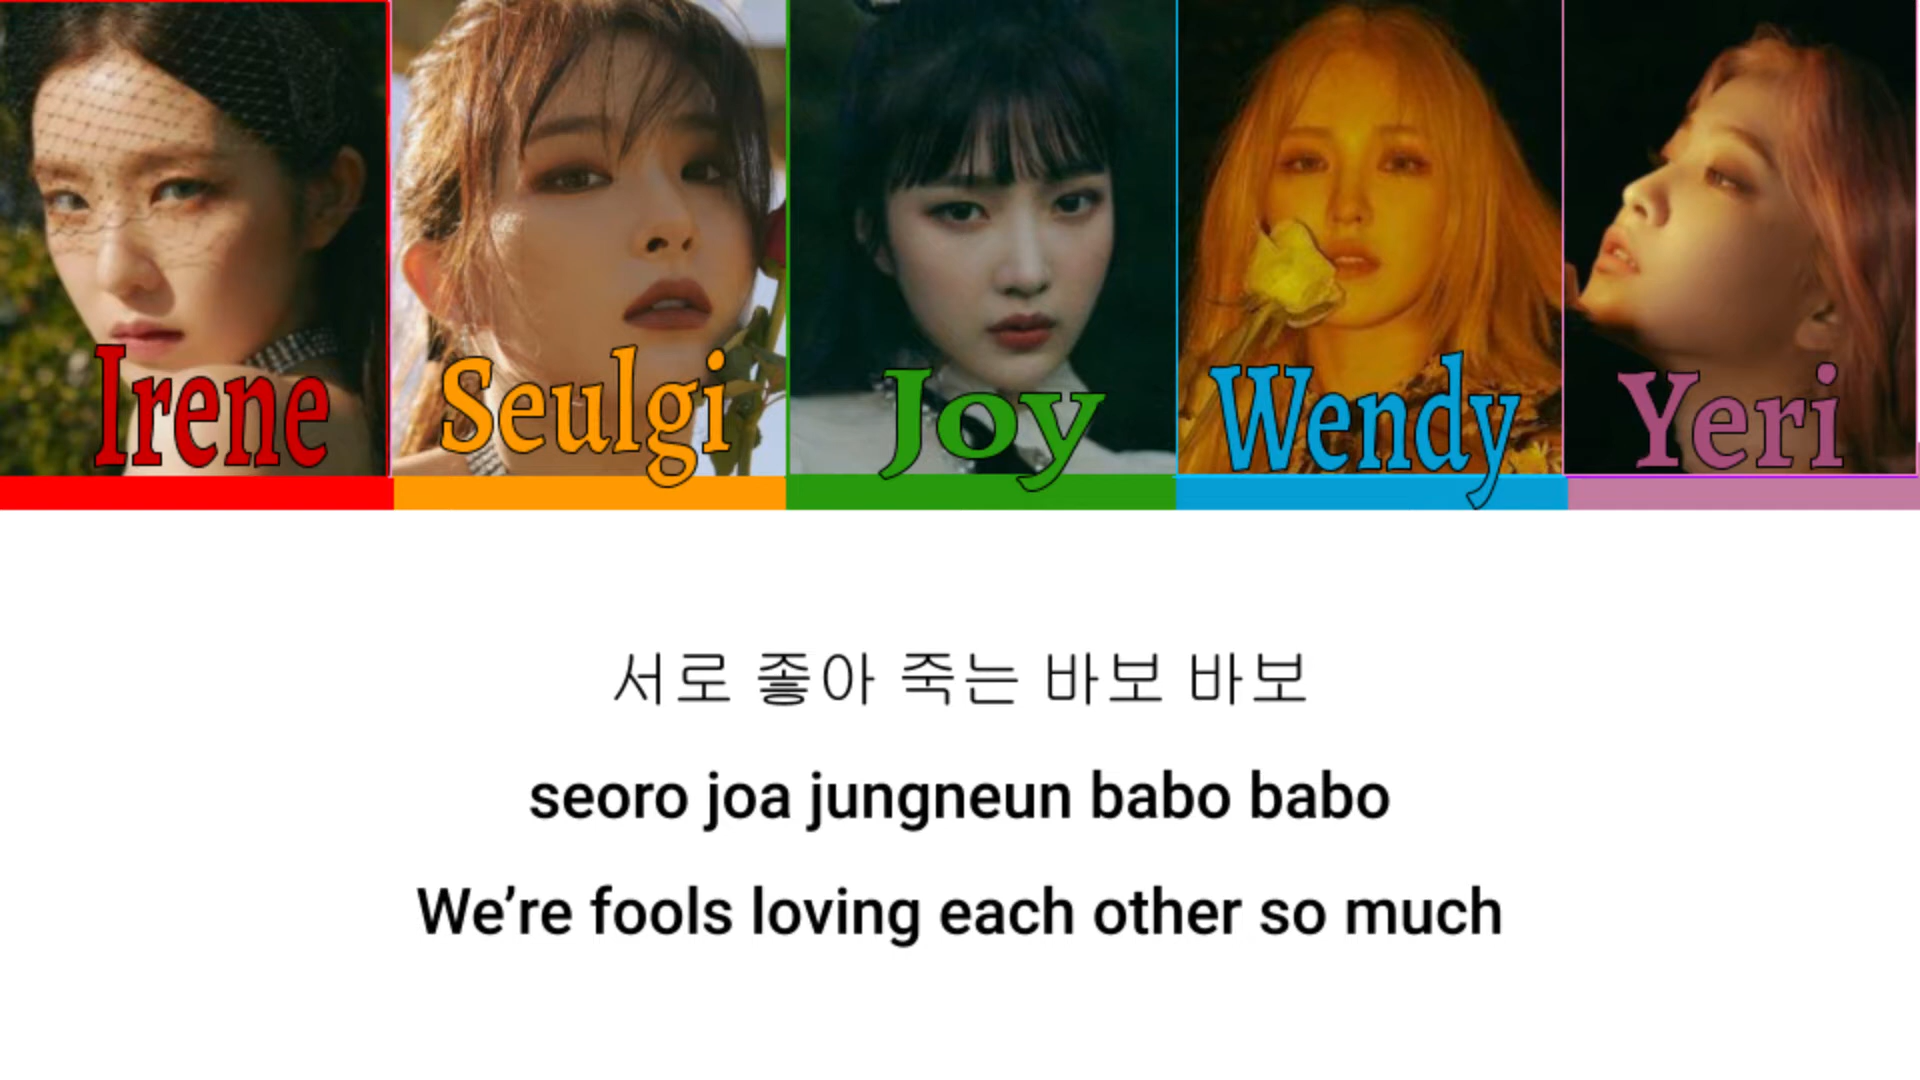 Irene Seulgi Joy Wendy Yeri
서로 좋아 죽는 바보 바보
seoro joa jungneun babo babo
We’re fools loving each other so much